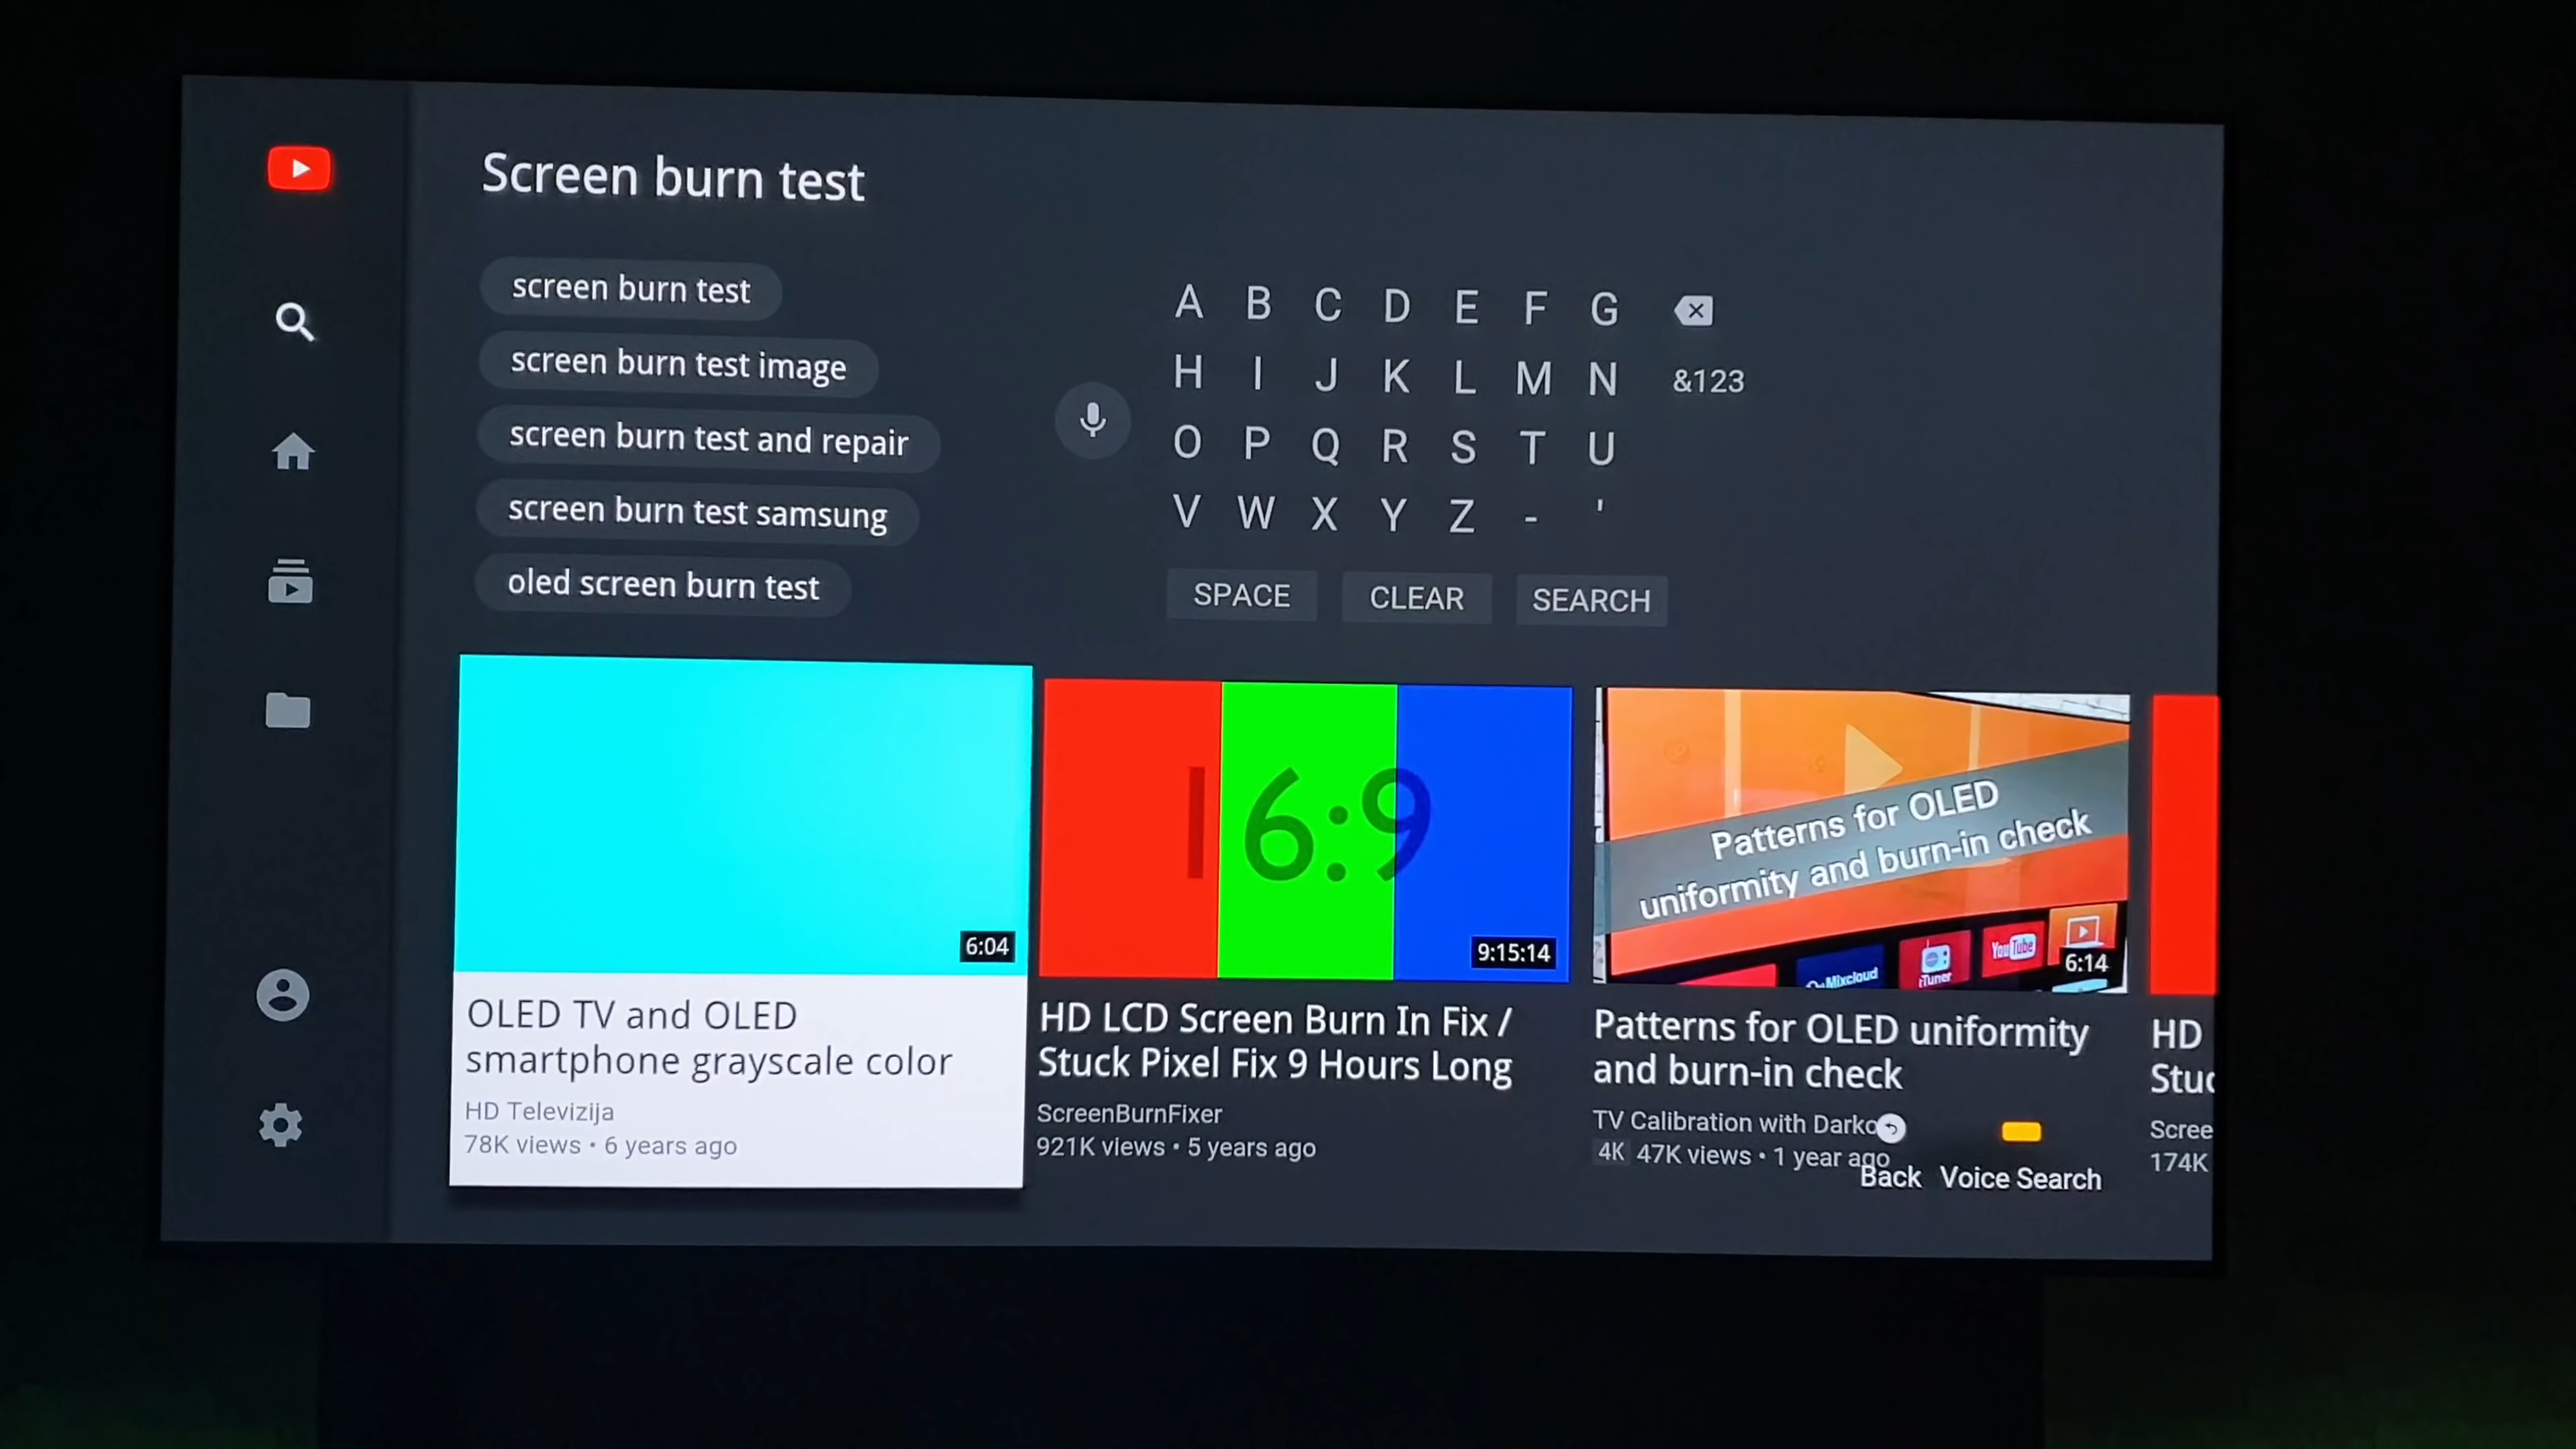 Screen burn test
screen burn test
screen burn test image
screen burn test and repair
screen burn test samsung
oled screen burn test
A B C D E F G
H I J K L M N &123
O P Q R S T U
V W X Y Z - '
SPACE CLEAR SEARCH
6:04
OLED TV and OLED
smartphone grayscale color
HD Televizija
78K views • 6 years ago
16:9
9:15:14
HD LCD Screen Burn In Fix /
Stuck Pixel Fix 9 Hours Long
ScreenBurnFixer
921K views • 5 years ago
Patterns for OLED
uniformity and burn-in check
Mixcloud
YouTube
6:14
Patterns for OLED uniformity
and burn-in check
TV Calibration with Darko
4K 47K views • 1 year ago
HD
Scree
174K
Back Voice Search